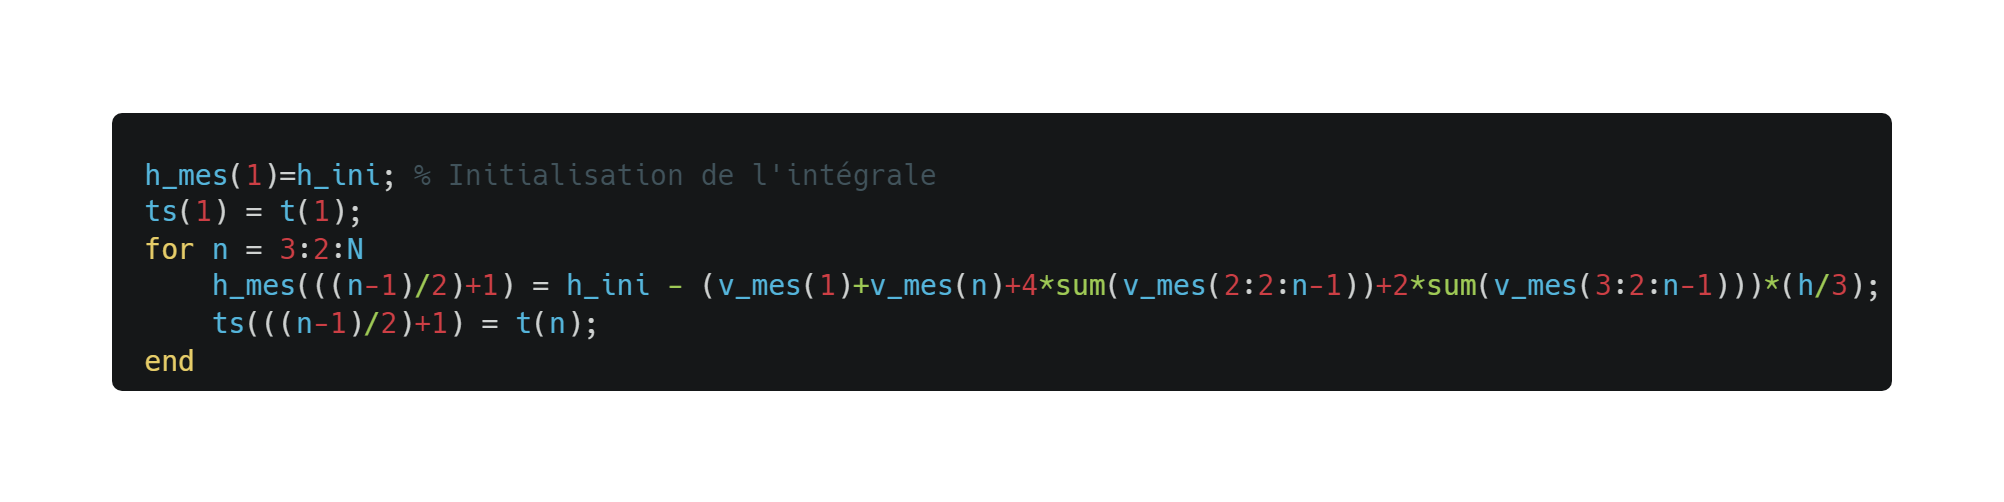 h_mes(1)=h_ini; % Initialisation de l'intégrale
ts(1) = t(1);
for n = 3:2:N
    h_mes(((n-1)/2)+1) = h_ini - (v_mes(1)+v_mes(n)+4*sum(v_mes(2:2:n-1))+2*sum(v_mes(3:2:n-1)))*(h/3);
    ts(((n-1)/2)+1) = t(n);
end